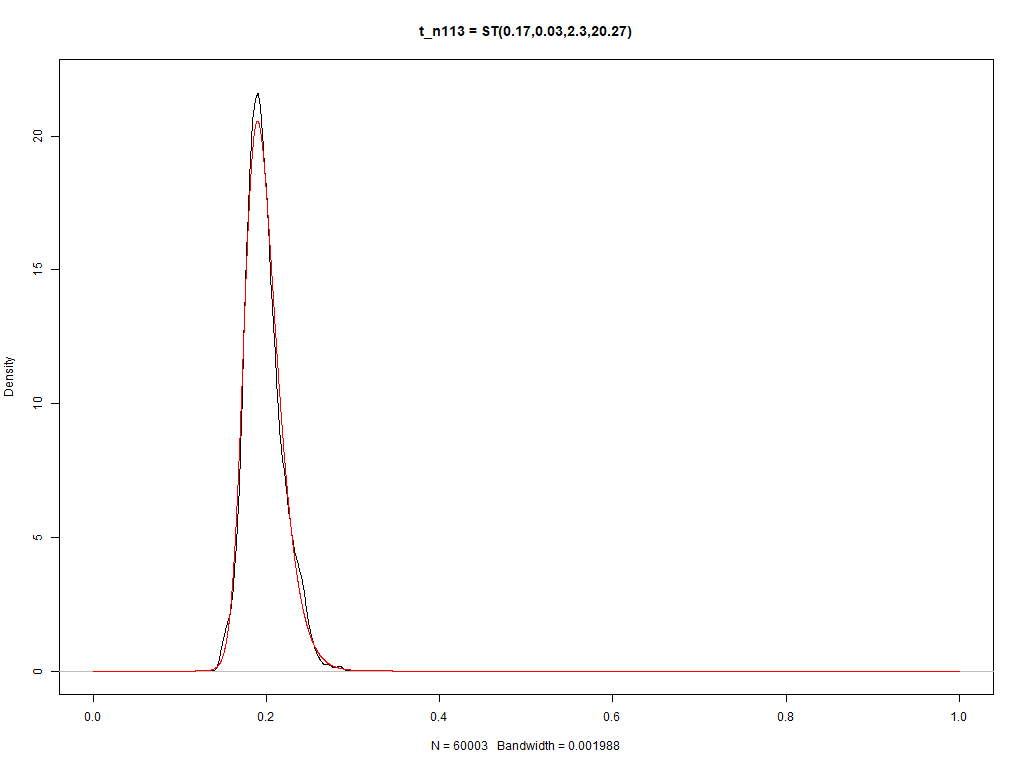 t_n113 = ST(0.17,0.03,2.3,20.27)
Density
20
15
10
5
0
0.0 0.2 0.4 0.6 0.8 1.0
N = 60003 Bandwidth = 0.001988